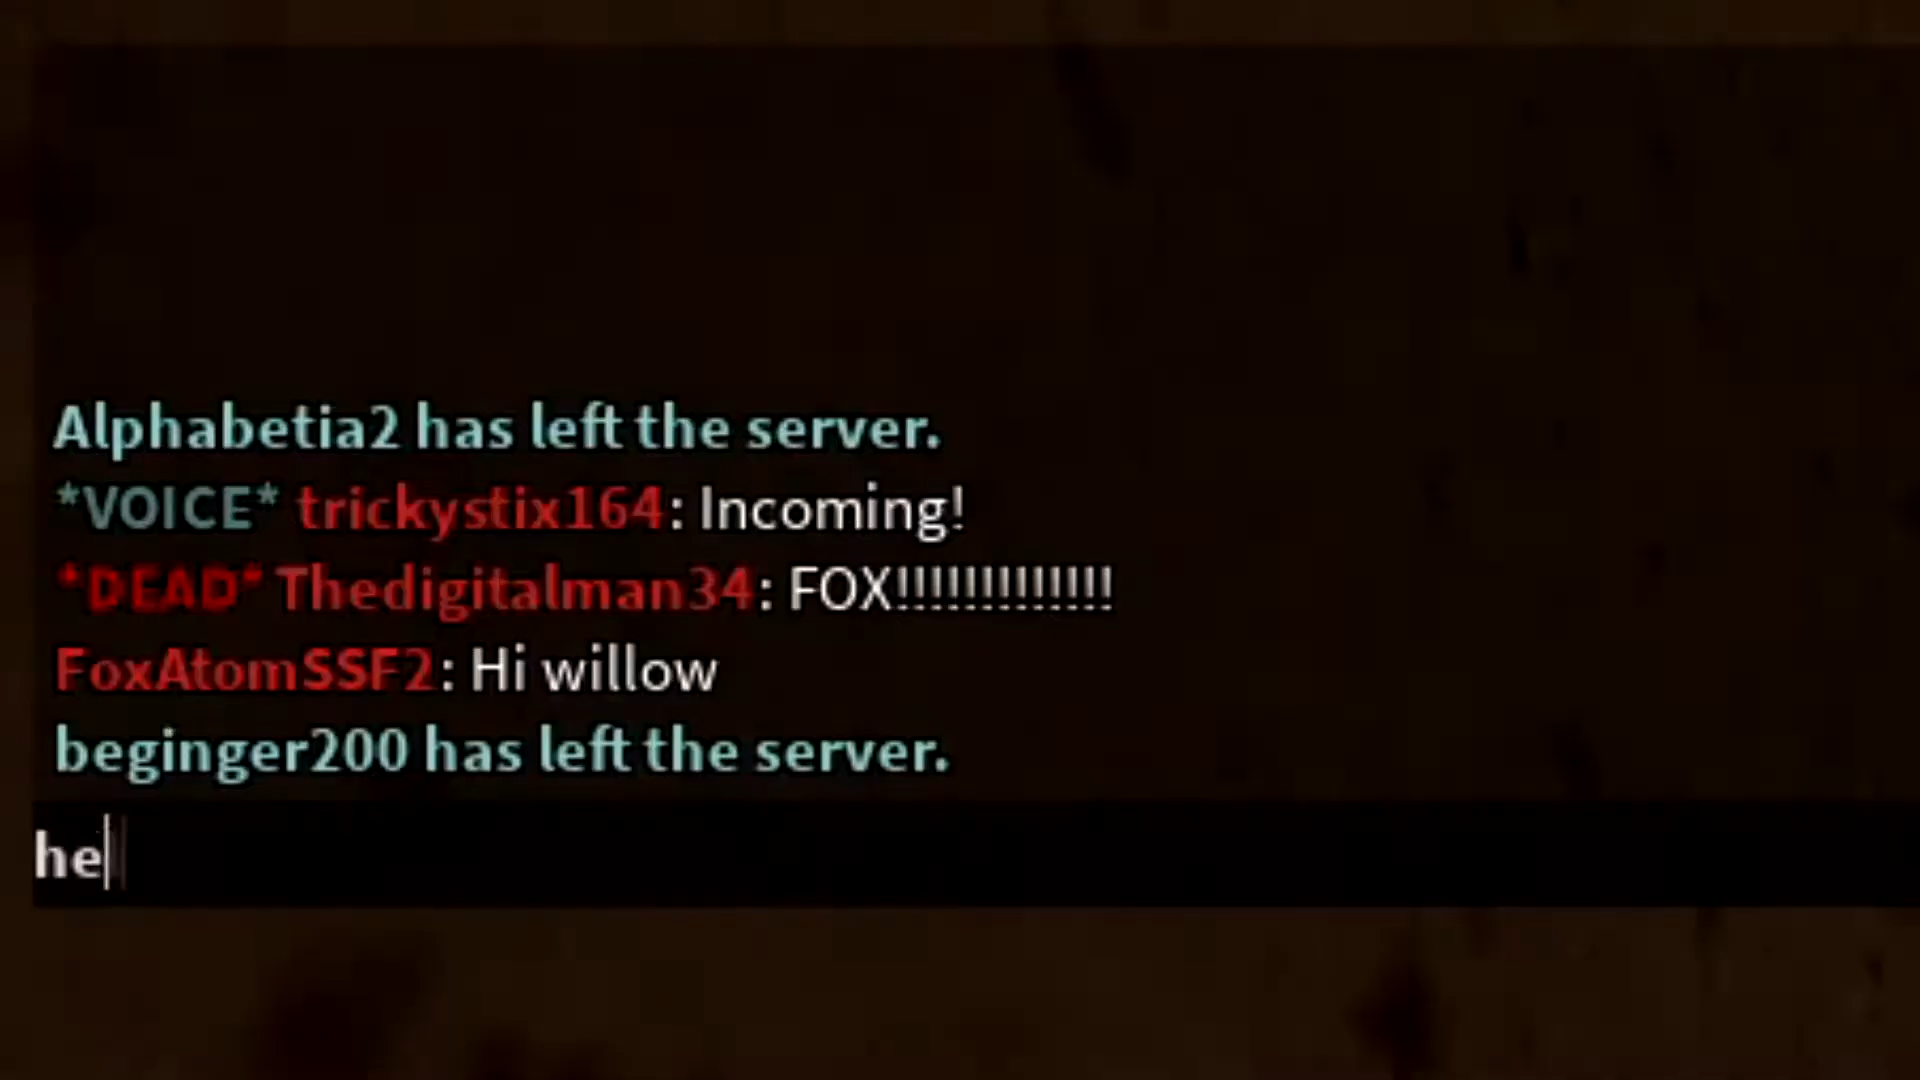 Alphabetia2 has left the server.
*VOICE* trickystix164: Incoming!
*DEAD* Thedigitalman34: FOX!!!!!!!!!!!!!
FoxAtomSSF2: Hi willow
beginger200 has left the server.
he